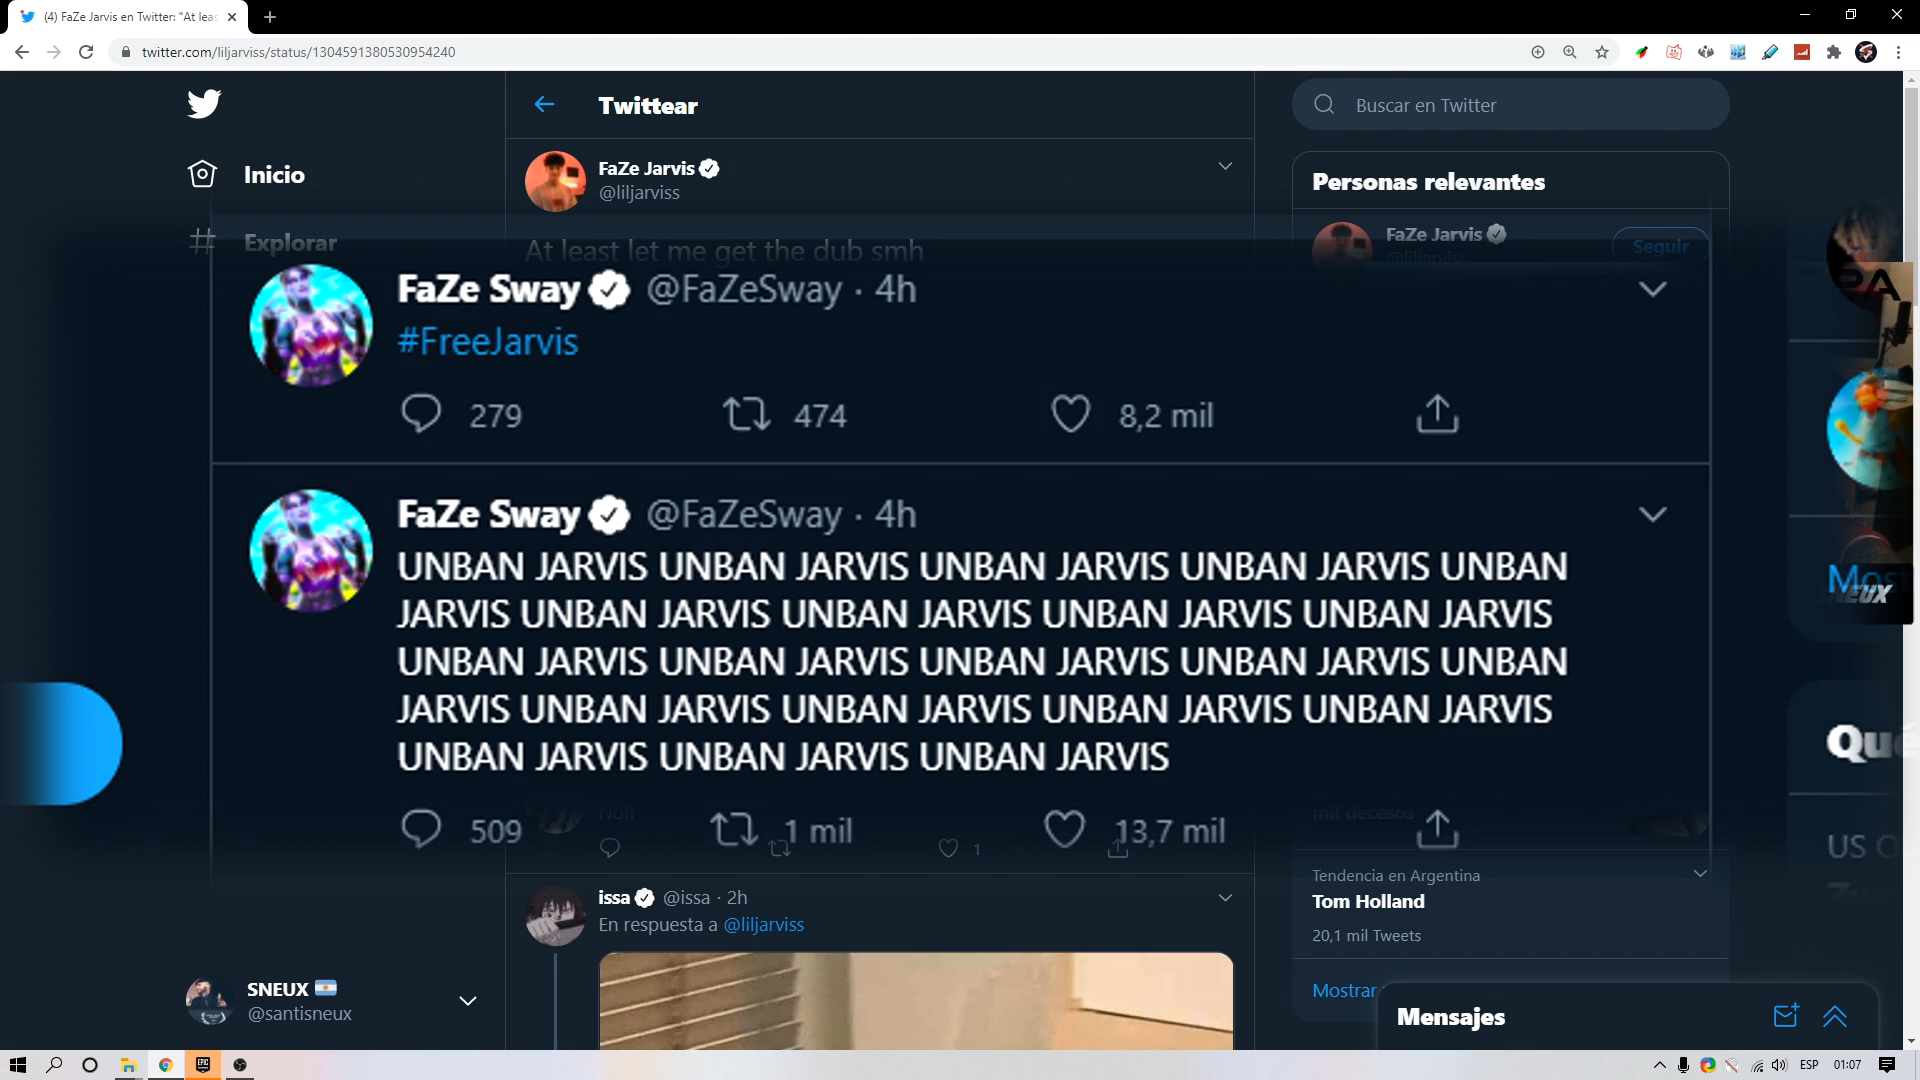 (4) FaZe Jarvis en Twitter: "At leas
twitter.com/liljarviss/status/1304591380530954240
Twittear
Buscar en Twitter
Inicio
FaZe Jarvis
@liljarviss
Personas relevantes
Explorar
At least let me get the dub smh
FaZe Jarvis
@liljarviss
Seguir
FaZe Sway @FaZeSway · 4h
#FreeJarvis
279 474 8,2 mil
FaZe Sway @FaZeSway · 4h
UNBAN JARVIS UNBAN JARVIS UNBAN JARVIS UNBAN JARVIS UNBAN
JARVIS UNBAN JARVIS UNBAN JARVIS UNBAN JARVIS UNBAN JARVIS
UNBAN JARVIS UNBAN JARVIS UNBAN JARVIS UNBAN JARVIS UNBAN
JARVIS UNBAN JARVIS UNBAN JARVIS UNBAN JARVIS UNBAN JARVIS
UNBAN JARVIS UNBAN JARVIS UNBAN JARVIS
509 1 mil 13,7 mil
Noti
1
mil decesos
Qué
US O
Tendencia en Argentina
Tom Holland
20,1 mil Tweets
Mostrar
issa @issa · 2h
En respuesta a @liljarviss
SNEUX
@santisneux
Mensajes
EPIC
ESP 01:07